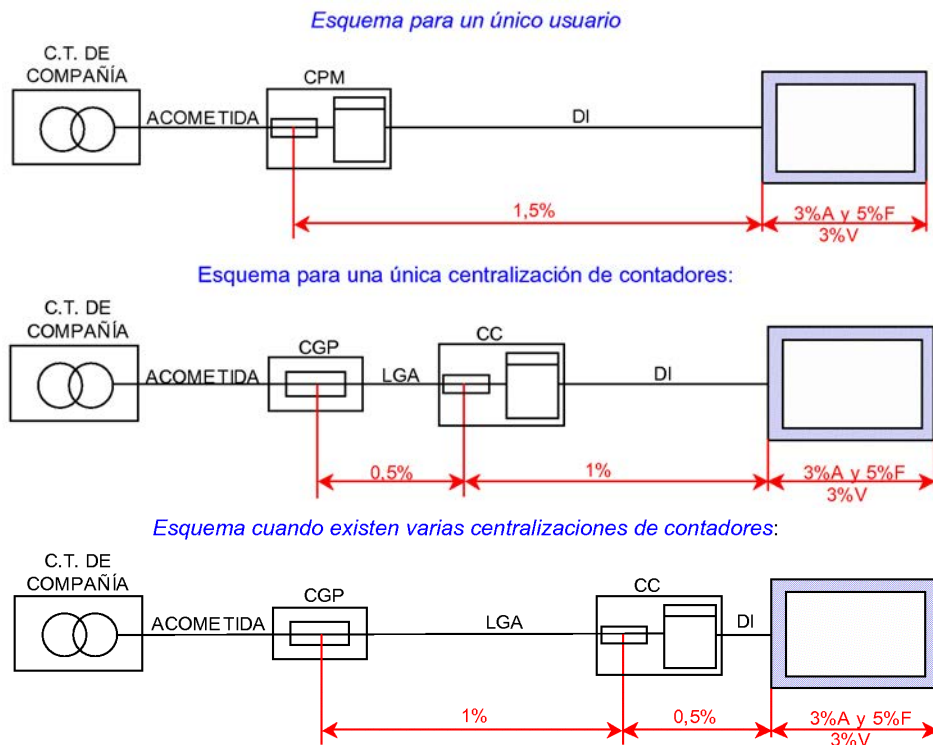 Esquema para un único usuario
C.T. DE
COMPAÑÍA
ACOMETIDA
CPM
DI
1,5%
3%A y 5%F
3%V
Esquema para una única centralización de contadores:
C.T. DE
COMPAÑÍA
ACOMETIDA
CGP
LGA
CC
DI
0,5%
1%
3%A y 5%F
3%V
Esquema cuando existen varias centralizaciones de contadores:
C.T. DE
COMPAÑÍA
ACOMETIDA
CGP
LGA
CC
DI
1%
0,5%
3%A y 5%F
3%V